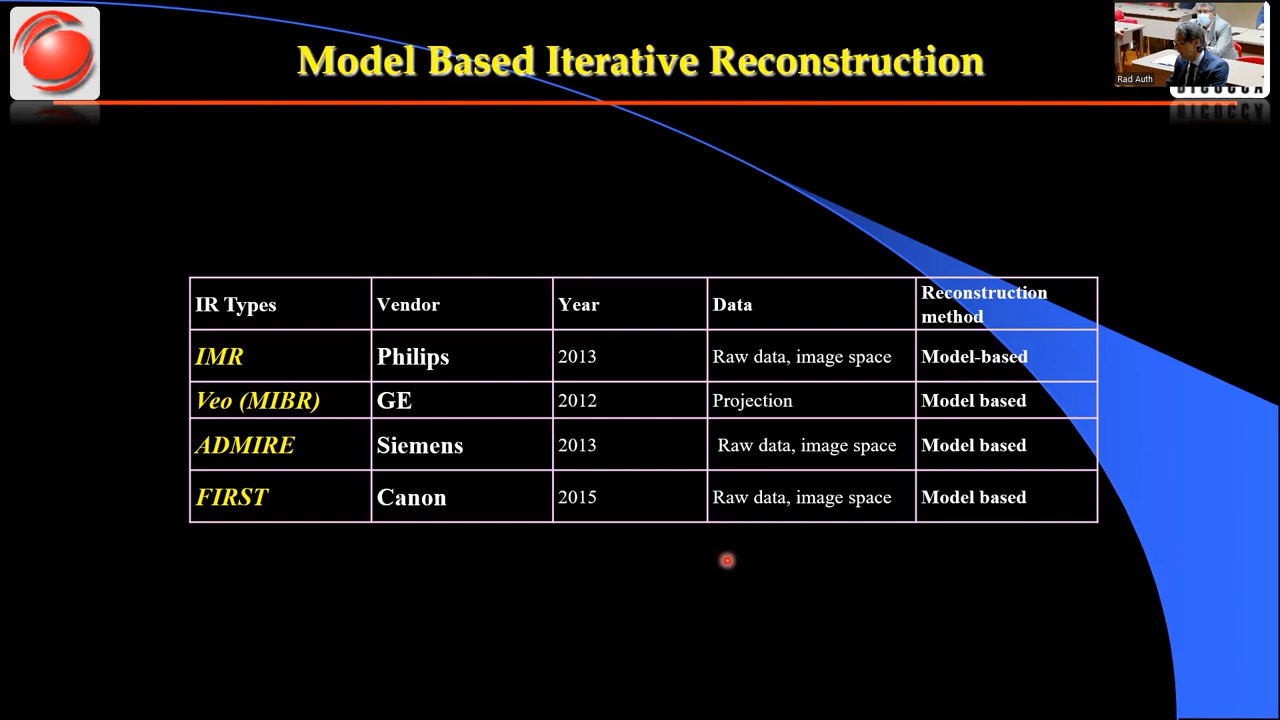 Model Based Iterative Reconstruction
Rad Auth
BICOCCA
IR Types Vendor Year Data Reconstruction method
IMR Philips 2013 Raw data, image space Model-based
Veo (MIBR) GE 2012 Projection Model based
ADMIRE Siemens 2013 Raw data, image space Model based
FIRST Canon 2015 Raw data, image space Model based